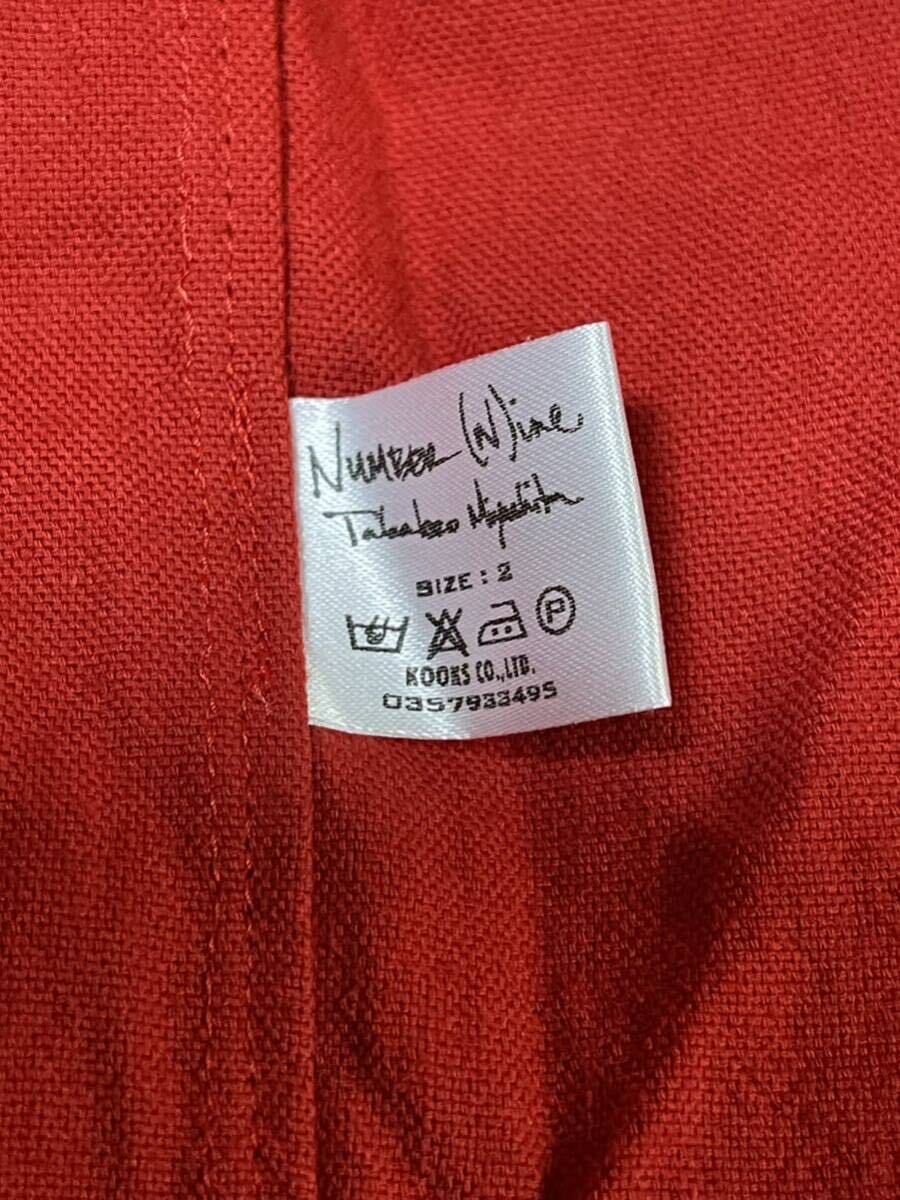 NUMBER (N)ine
Takahiro Miyashita
SIZE : 2
P
KOOKS CO.,LTD.
0357933495